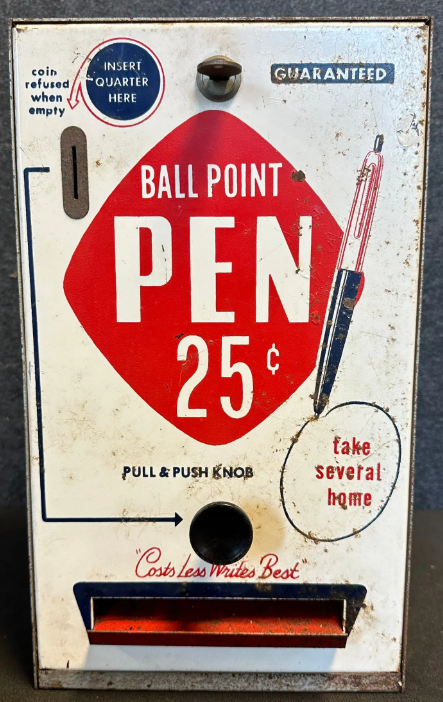 INSERT
QUARTER
HERE
coin
refused
when
empty
GUARANTEED
BALL POINT
PEN
25¢
take
several
home
PULL & PUSH KNOB
"Costs Less Writes Best"